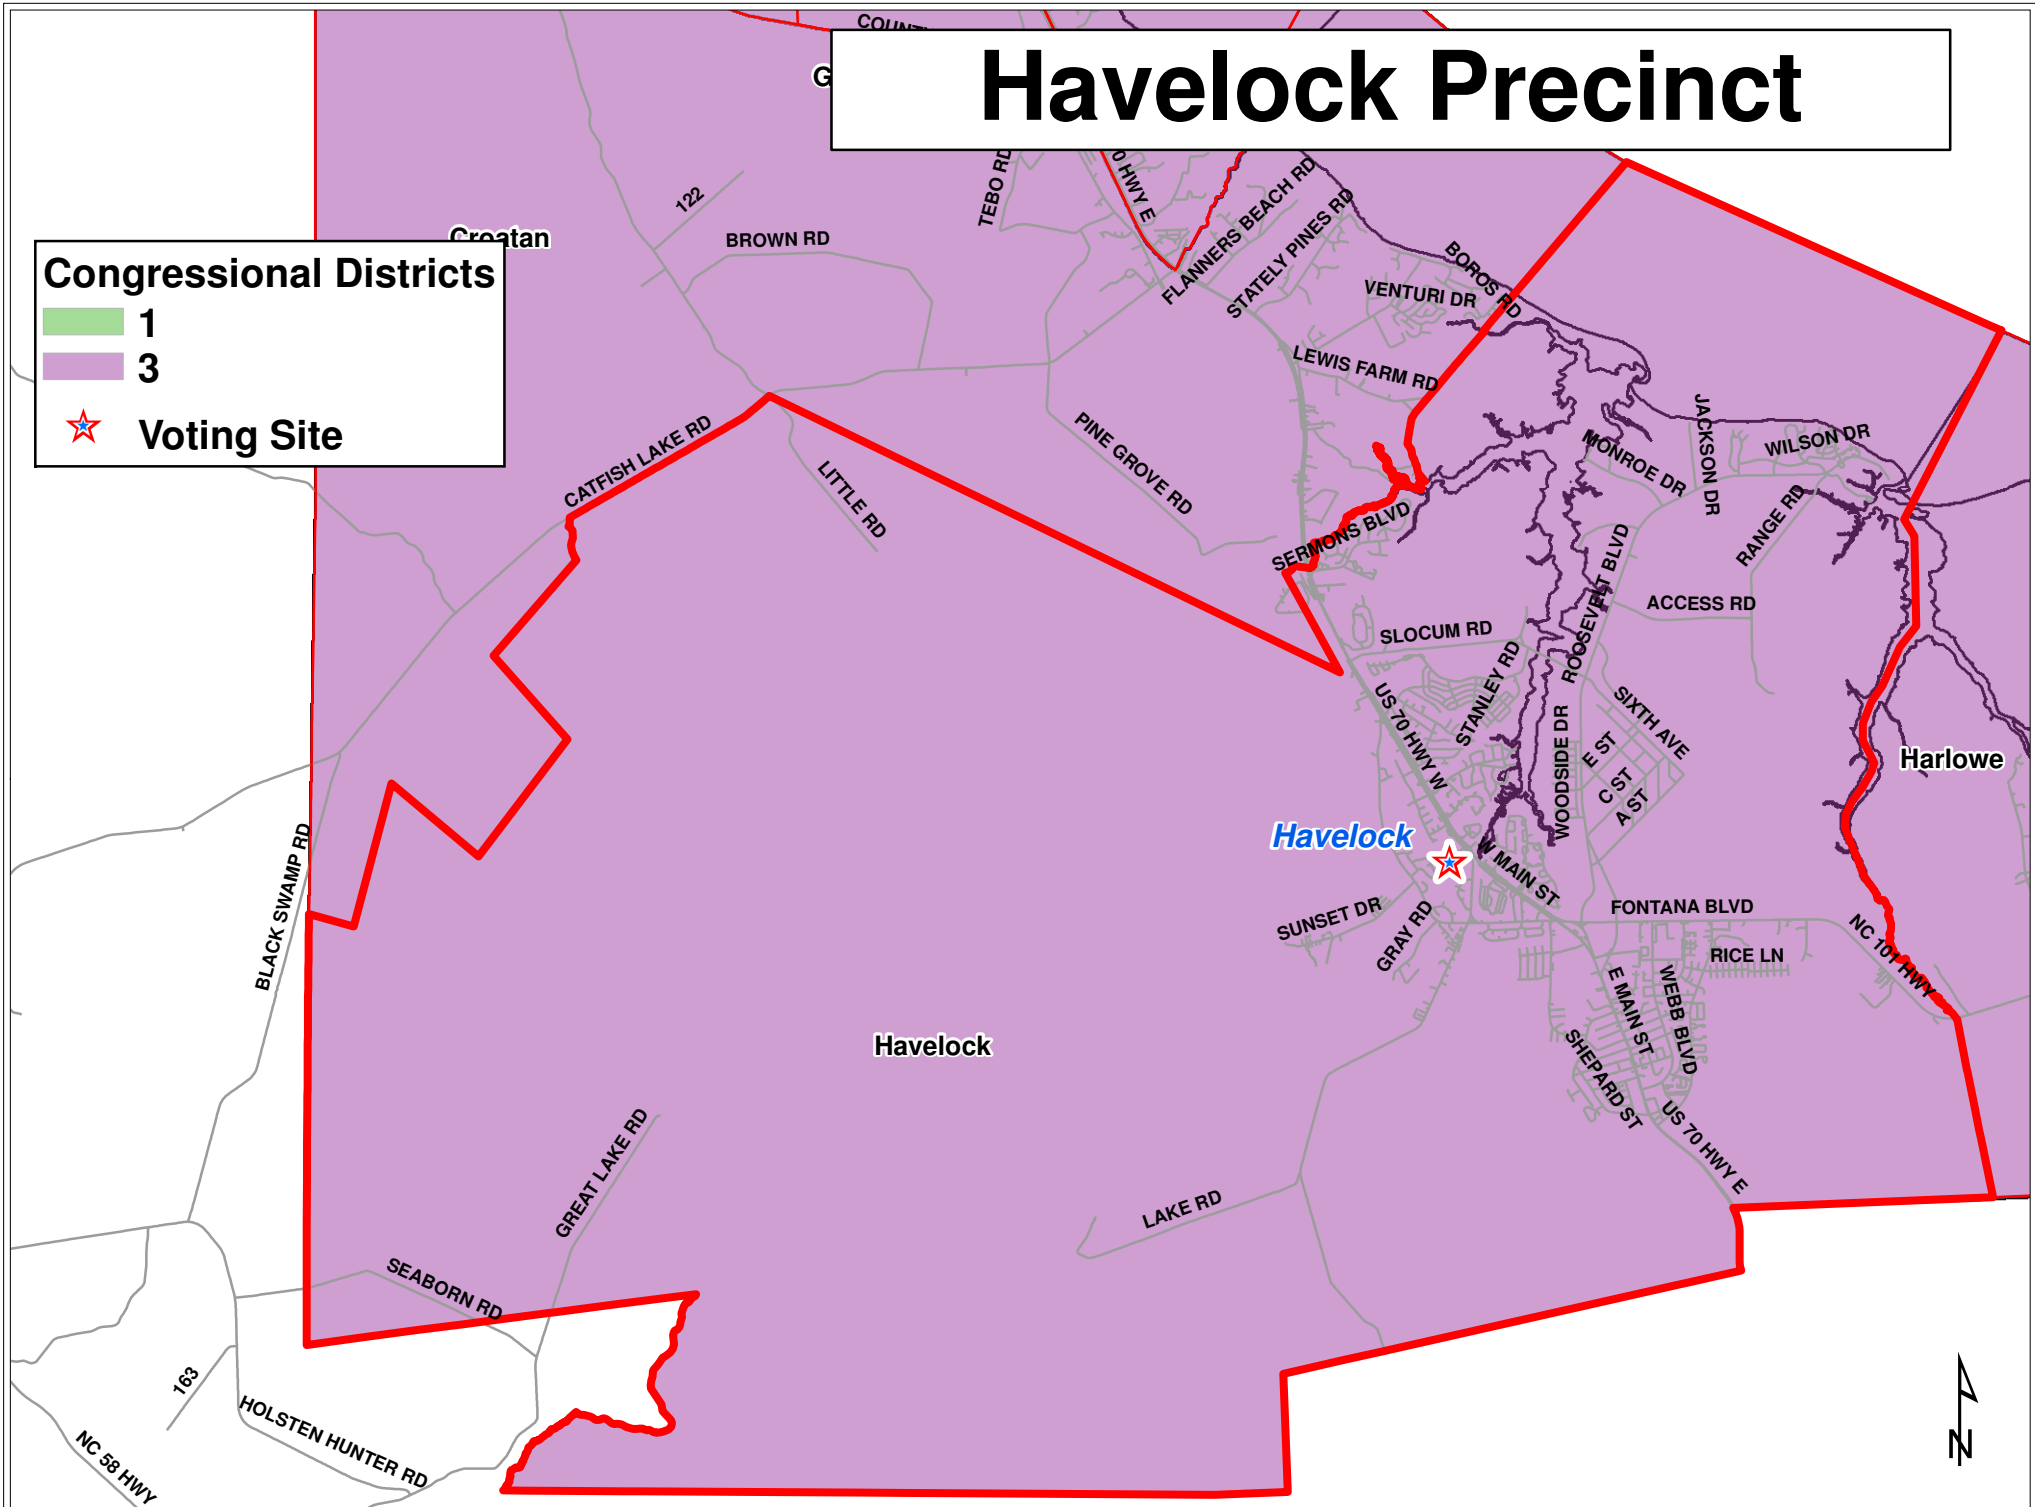 Havelock Precinct
Congressional Districts
1
3
Voting Site
Croatan
122
BROWN RD
TEBO RD
FLANNERS BEACH RD
STATELY PINES RD
BOROS RD
VENTURI DR
LEWIS FARM RD
CATFISH LAKE RD
LITTLE RD
PINE GROVE RD
SERMONS BLVD
MONROE DR
JACKSON DR
WILSON DR
RANGE RD
ROOSEVELT BLVD
ACCESS RD
SLOCUM RD
STANLEY RD
US 70 HWY W
WOODSIDE DR
SIXTH AVE
E ST
C ST
A ST
Harlowe
Havelock
W MAIN ST
SUNSET DR
GRAY RD
FONTANA BLVD
RICE LN
NC 101 HWY
E MAIN ST
WEBB BLVD
SHEPARD ST
US 70 HWY E
BLACK SWAMP RD
Havelock
GREAT LAKE RD
LAKE RD
SEABORN RD
163
HOLSTEN HUNTER RD
NC 58 HWY
N